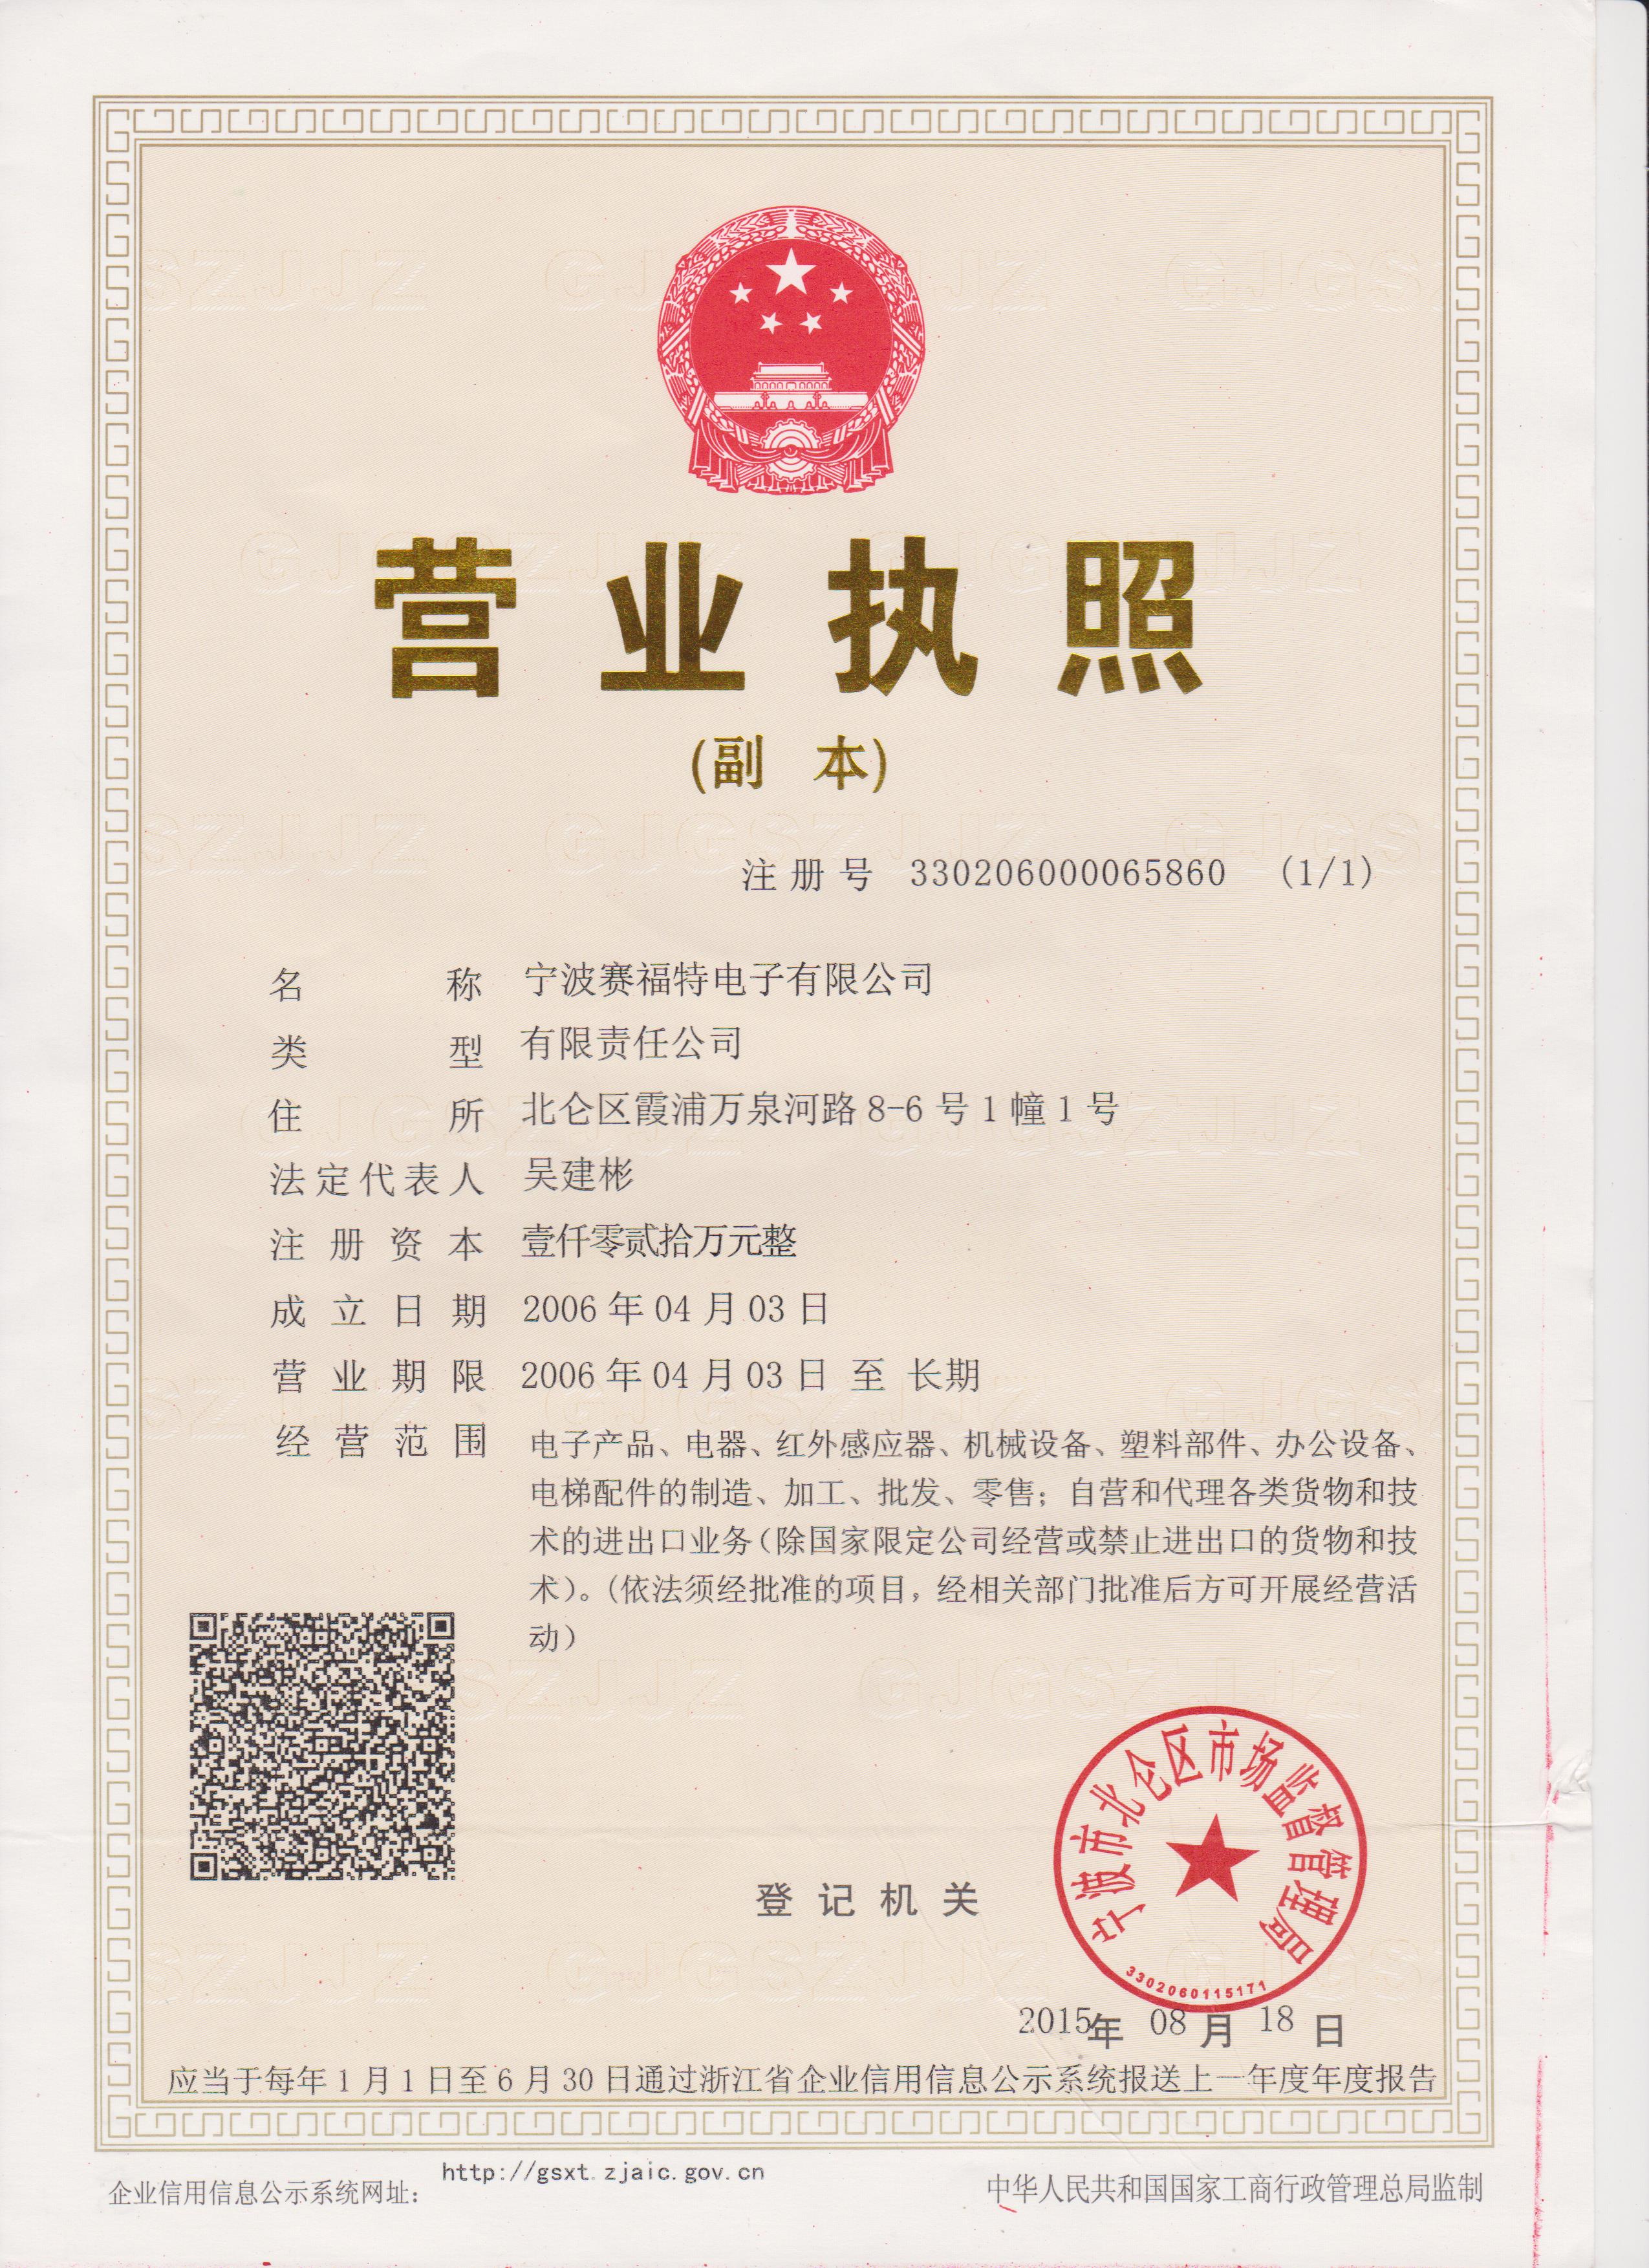 营业执照
(副 本)
注册号 330206000065860 (1/1)
名称 宁波赛福特电子有限公司
类型 有限责任公司
住所 北仑区霞浦万泉河路8-6号1幢1号
法定代表人 吴建彬
注册资本 壹仟零贰拾万元整
成立日期 2006年04月03日
营业期限 2006年04月03日 至 长期
经营范围 电子产品、电器、红外感应器、机械设备、塑料部件、办公设备、
电梯配件的制造、加工、批发、零售；自营和代理各类货物和技
术的进出口业务(除国家限定公司经营或禁止进出口的货物和技
术)。(依法须经批准的项目，经相关部门批准后方可开展经营活
动)
宁波市北仑区市场监督管理局
3302060115171
登记机关
2015年 08月 18日
应当于每年1月1日至6月30日通过浙江省企业信用信息公示系统报送上一年度年度报告
企业信用信息公示系统网址： http://gsxt.zjaic.gov.cn
中华人民共和国国家工商行政管理总局监制